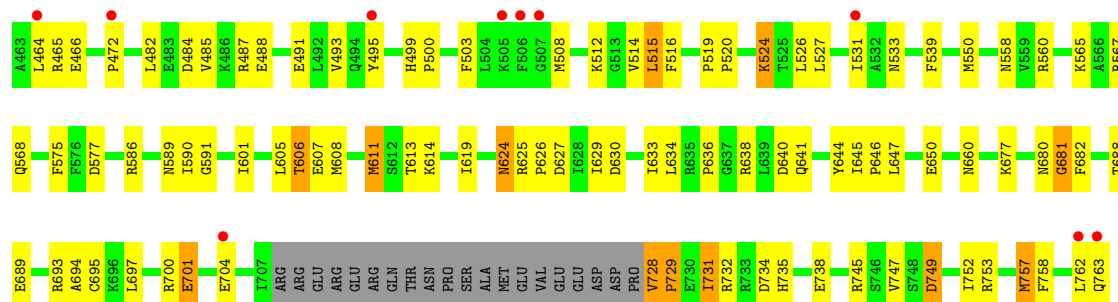 A463 L464 R465 E466 P472 L482 E483 D484 V485 K486 R487 E488 E491 L492 V493 Q494 Y495 H499 P500 F503 L504 K505 F506 G507 M508 K512 G513 V514 L515 F516 P519 P520 K524 T525 L526 L527 I531 A532 N533 F539 M550 N558 V559 R560 K565 A566
Q568 F575 F576 D577 R586 N589 I590 G591 I601 L605 T606 E607 M608 M611 S612 T613 K614 I619 N624 R625 P626 D627 I628 I629 D630 I633 L634 R635 P636 G637 R638 L639 D640 Q641 Y644 I645 P646 L647 E650 N660 K677 N680 G681 F682
E689 R693 A694 C695 K696 L697 R700 E701 E704 I707 ARG ARG GLU ARG GLU ARG GLN THR ASN PRO SER ALA MET GLU VAL GLU GLU ASP ASP PRO V728 P729 E730 I731 R732 R733 D734 H735 E738 R745 S746 V747 S748 D749 I752 R753 M757 F758 L762 Q763